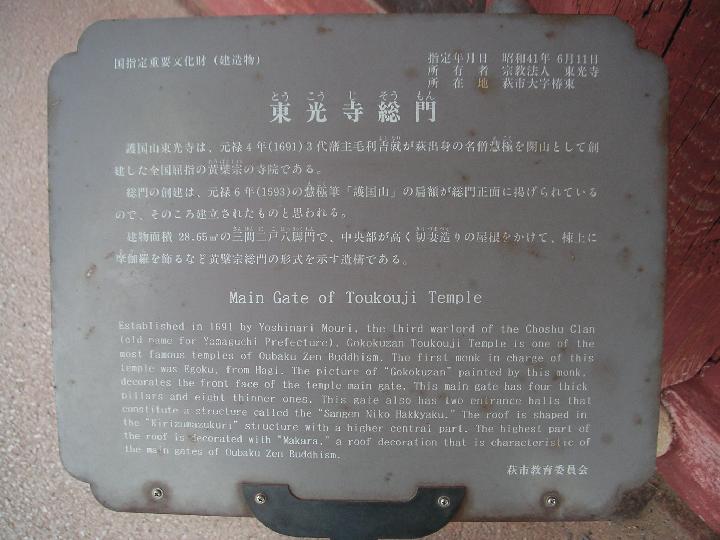 国指定重要文化財（建造物）
指定年月日　昭和41年 6月11日
所　有　者　宗教法人　東光寺
所　在　地　萩市大字椿東
とう こう じ そう もん
東光寺総門
護国山東光寺は、元禄4年(1691)3代藩主毛利吉就が萩出身の名僧慧極を開山として創
建した全国屈指の黄檗宗の寺院である。
総門の創建は、元禄6年(1593)の慧極筆「護国山」の扁額が総門正面に掲げられている
ので、そのころ建立されたものと思われる。
建物面積 28.65㎡の三間二戸八脚門で、中央部が高く切妻造りの屋根をかけて、棟上に
摩伽羅を飾るなど黄檗宗総門の形式を示す遺構である。
Main Gate of Toukouji Temple
Established in 1691 by Yoshinari Mouri, the third warlord of the Choshu Clan
(old name for Yamaguchi Prefecture), Gokokuzan Toukouji Temple is one of the
most famous temples of Oubaku Zen Buddhism. The first monk in charge of this
temple was Egoku, from Hagi. The picture of "Gokokuzan" painted by this monk,
decorates the front face of the temple main gate. This main gate has four thick
pillars and eight thinner ones. This gate also has two entrance halls that
constitute a structure called the "Sangen Niko Hakkyaku." The roof is shaped in
the "Kirizumazukuri" structure with a higher central part. The highest part of
the roof is decorated with "Makara," a roof decoration that is characteristic of
the main gates of Oubaku Zen Buddhism.
萩市教育委員会